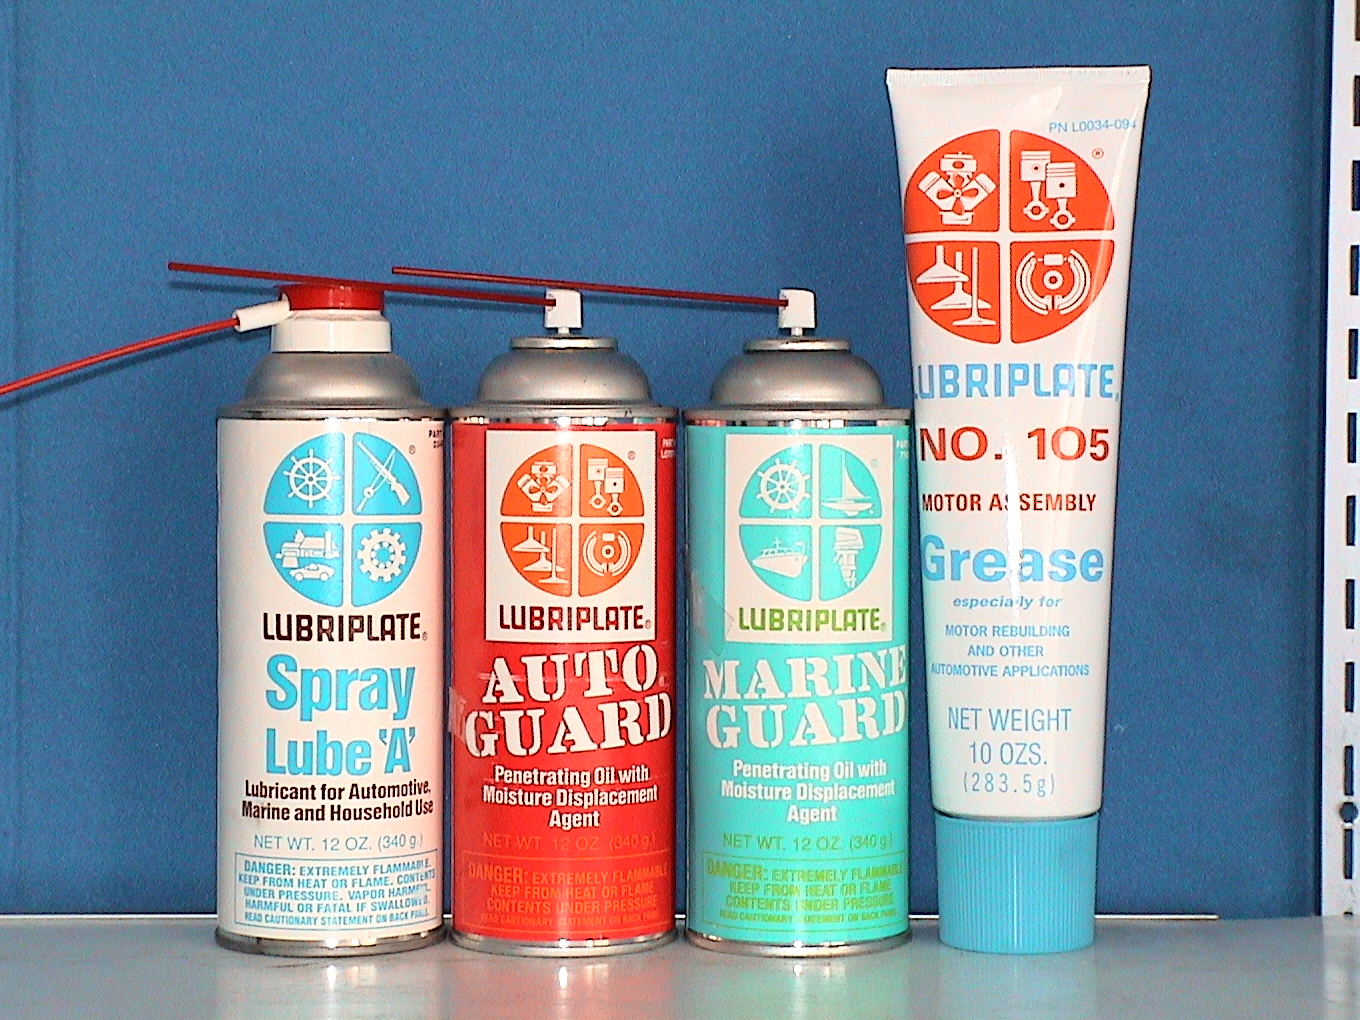 LUBRIPLATE®
Spray
Lube 'A'
Lubricant for Automotive,
Marine and Household Use
NET WT. 12 OZ. (340 g.)
DANGER: EXTREMELY FLAMMABLE.
KEEP FROM HEAT OR FLAME. CONTENTS
UNDER PRESSURE. VAPOR HARMFUL.
HARMFUL OR FATAL IF SWALLOWED.
READ CAUTIONARY STATEMENT ON BACK PANEL.
LUBRIPLATE®
AUTO
GUARD
Penetrating Oil with
Moisture Displacement
Agent
NET WT. 12 OZ. (340 g.)
DANGER: EXTREMELY FLAMMABLE
KEEP FROM HEAT OR FLAME
CONTENTS UNDER PRESSURE
READ CAUTIONARY STATEMENT ON BACK PANEL
LUBRIPLATE®
MARINE
GUARD
Penetrating Oil with
Moisture Displacement
Agent
NET WT. 12 OZ. (340 g.)
DANGER: EXTREMELY FLAMMABLE
KEEP FROM HEAT OR FLAME
CONTENTS UNDER PRESSURE
READ CAUTIONARY STATEMENT ON BACK PANEL
PN L0034-094
®
LUBRIPLATE
NO. 105
MOTOR ASSEMBLY
Grease
especially for
MOTOR REBUILDING
AND OTHER
AUTOMOTIVE APPLICATIONS
NET WEIGHT
10 OZS.
(283.5g)